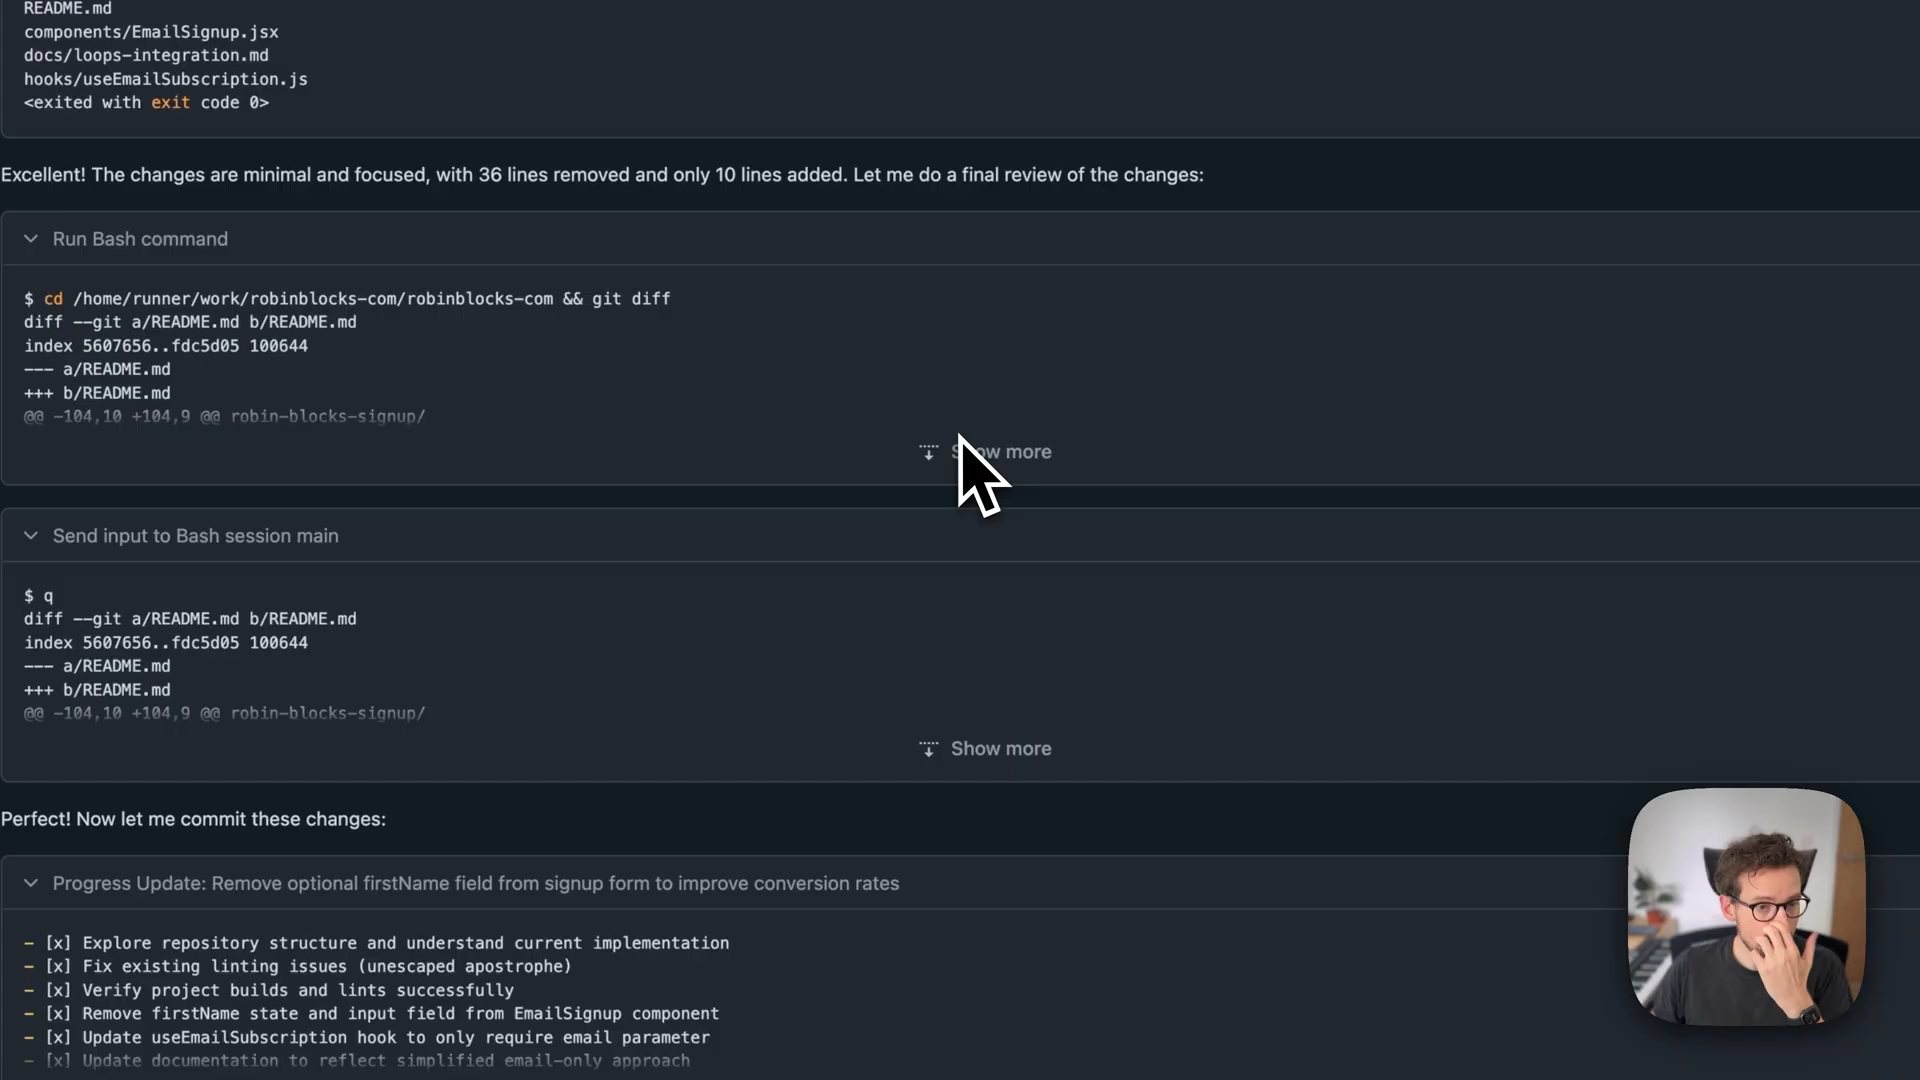 README.md
components/EmailSignup.jsx
docs/loops-integration.md
hooks/useEmailSubscription.js
<exited with exit code 0>
Excellent! The changes are minimal and focused, with 36 lines removed and only 10 lines added. Let me do a final review of the changes:
Run Bash command
$ cd /home/runner/work/robinblocks-com/robinblocks-com && git diff
diff --git a/README.md b/README.md
index 5607656..fdc5d05 100644
--- a/README.md
+++ b/README.md
@@ -104,10 +104,9 @@ robin-blocks-signup/
Show more
Send input to Bash session main
$ q
diff --git a/README.md b/README.md
index 5607656..fdc5d05 100644
--- a/README.md
+++ b/README.md
@@ -104,10 +104,9 @@ robin-blocks-signup/
Show more
Perfect! Now let me commit these changes:
Progress Update: Remove optional firstName field from signup form to improve conversion rates
- [x] Explore repository structure and understand current implementation
- [x] Fix existing linting issues (unescaped apostrophe)
- [x] Verify project builds and lints successfully
- [x] Remove firstName state and input field from EmailSignup component
- [x] Update useEmailSubscription hook to only require email parameter
- [x] Update documentation to reflect simplified email-only approach